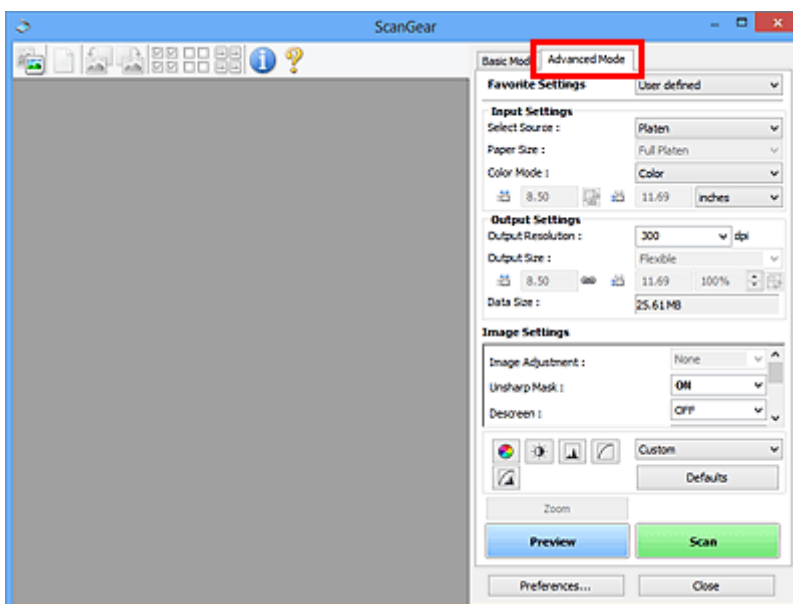 ScanGear
Basic Mod Advanced Mode
Favorite Settings User defined
Input Settings
Select Source : Platen
Paper Size : Full Platen
Color Mode : Color
8.50 11.69 inches
Output Settings
Output Resolution : 300 dpi
Output Size : Flexible
8.50 11.69 100%
Data Size : 25.61MB
Image Settings
Image Adjustment : None
Unsharp Mask : ON
Descreen : OFF
Custom
Defaults
Zoom
Preview Scan
Preferences... Close